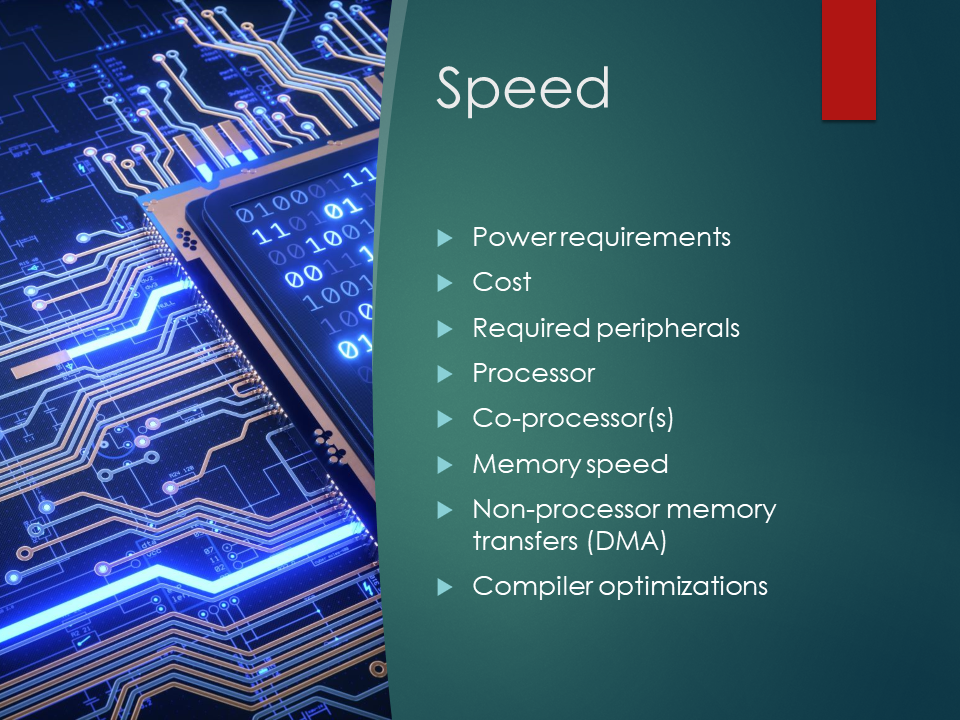 Speed
Power requirements
Cost
Required peripherals
Processor
Co-processor(s)
Memory speed
Non-processor memory
transfers (DMA)
Compiler optimizations